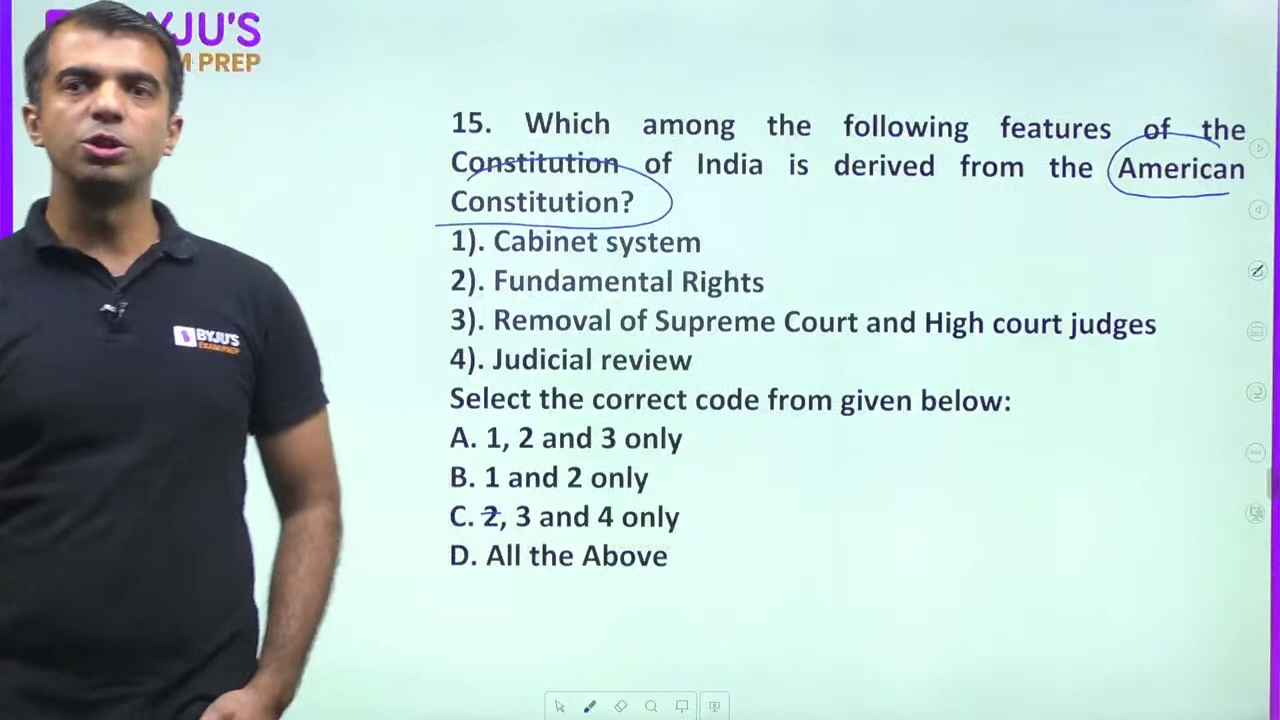 BYJU'S
M PREP
BYJU'S
EXAM PREP
15. Which among the following features of the
Constitution of India is derived from the American
Constitution?
1). Cabinet system
2). Fundamental Rights
3). Removal of Supreme Court and High court judges
4). Judicial review
Select the correct code from given below:
A. 1, 2 and 3 only
B. 1 and 2 only
C. 2, 3 and 4 only
D. All the Above